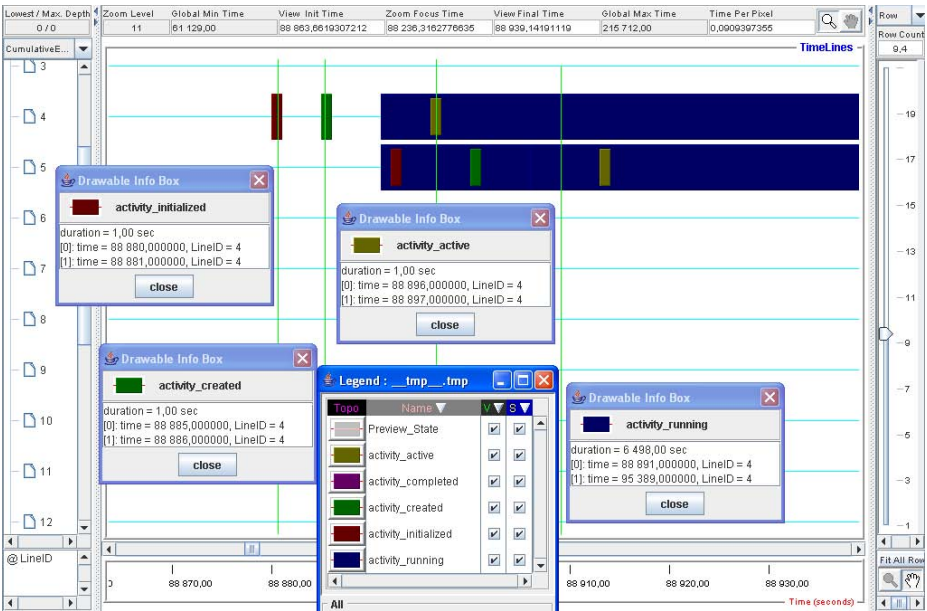 Lowest / Max. Depth
0 / 0
Zoom Level
11
Global Min Time
61 129,00
View Init Time
88 863,6619307212
Zoom Focus Time
88 236,3162776635
View Final Time
88 939,14191119
Global Max Time
215 712,00
Time Per Pixel
0,0909397355
Row
Row Count
9,4
CumulativeE...
TimeLines
3
4
5
6
7
8
9
10
11
12
19
17
15
13
11
9
7
5
3
1
Drawable Info Box
activity_initialized
duration = 1,00 sec
[0]: time = 88 880,000000, LineID = 4
[1]: time = 88 881,000000, LineID = 4
close
Drawable Info Box
activity_active
duration = 1,00 sec
[0]: time = 88 896,000000, LineID = 4
[1]: time = 88 897,000000, LineID = 4
close
Drawable Info Box
activity_created
duration = 1,00 sec
[0]: time = 88 885,000000, LineID = 4
[1]: time = 88 886,000000, LineID = 4
close
Legend : __tmp__.tmp
Topo Name V S
Preview_State
activity_active
activity_completed
activity_created
activity_initialized
activity_running
All
Drawable Info Box
activity_running
duration = 6 498,00 sec
[0]: time = 88 891,000000, LineID = 4
[1]: time = 95 389,000000, LineID = 4
close
@ LineID
88 870,00
88 880,00
88 910,00
88 920,00
88 930,00
Time (seconds)
Fit All Row